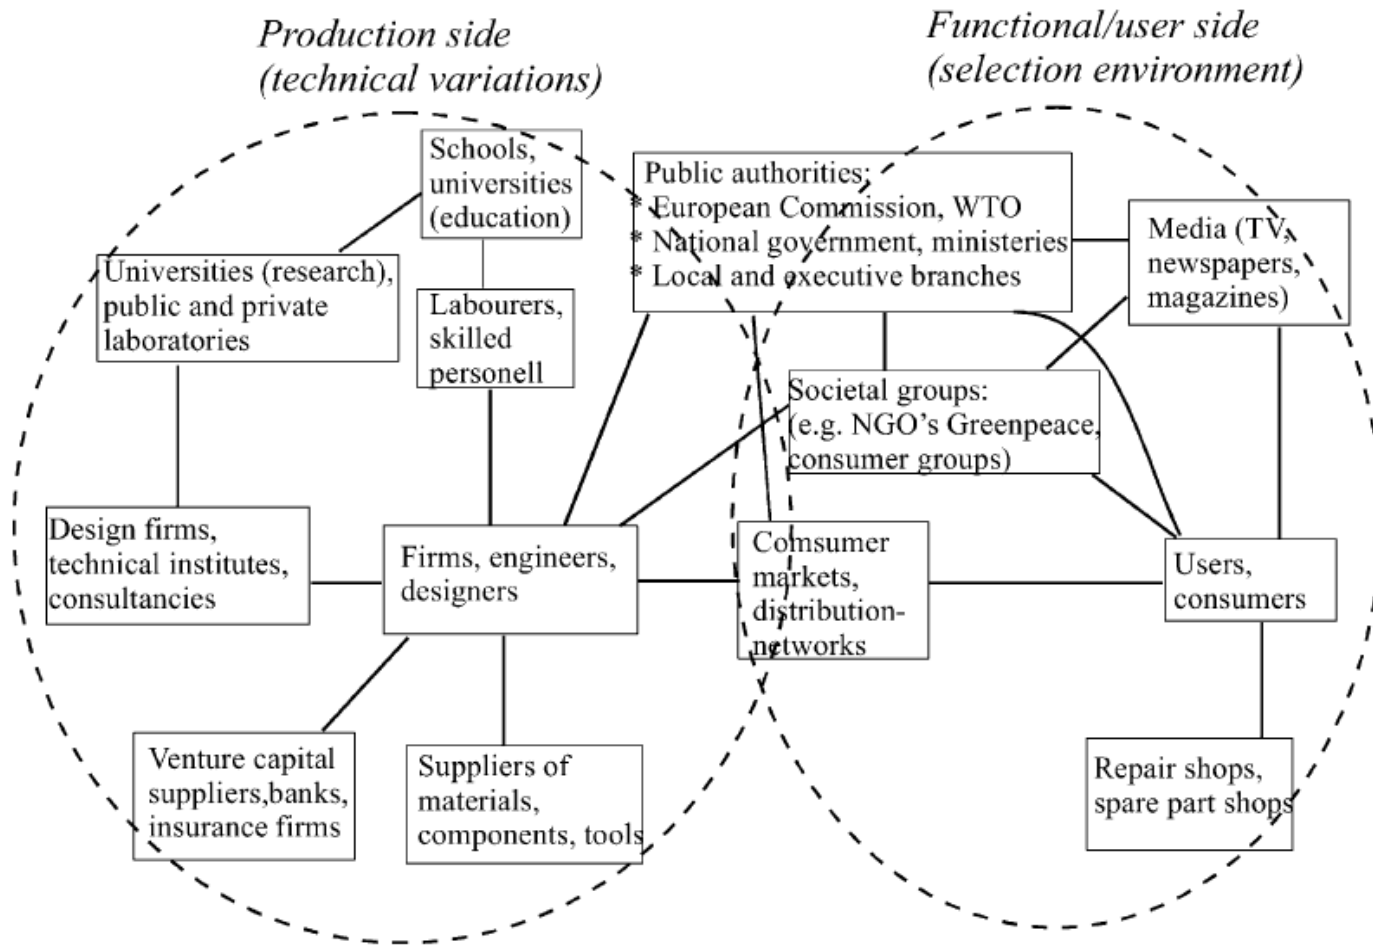 Production side
(technical variations)
Functional/user side
(selection environment)
Schools,
universities
(education)
Public authorities:
* European Commission, WTO
* National government, ministeries
* Local and executive branches
Media (TV,
newspapers,
magazines)
Universities (research),
public and private
laboratories
Labourers,
skilled
personell
Societal groups:
(e.g. NGO's Greenpeace,
consumer groups)
Design firms,
technical institutes,
consultancies
Firms, engineers,
designers
Comsumer
markets,
distribution-
networks
Users,
consumers
Venture capital
suppliers,banks,
insurance firms
Suppliers of
materials,
components, tools
Repair shops,
spare part shops